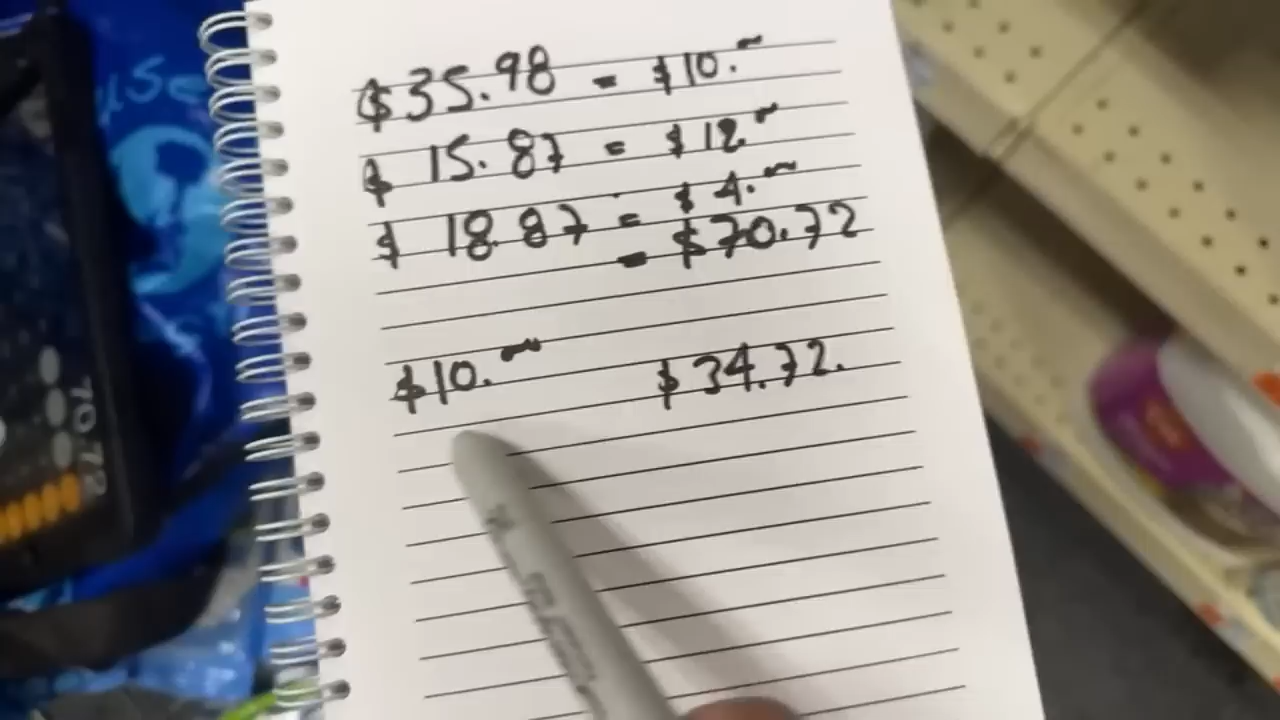 $35.98 = $10.⁰⁰
$ 15.87 = $12.⁰⁰
$ 18.87 = $4.⁰⁰
= $70.72
$10.⁰⁰ $34.72.